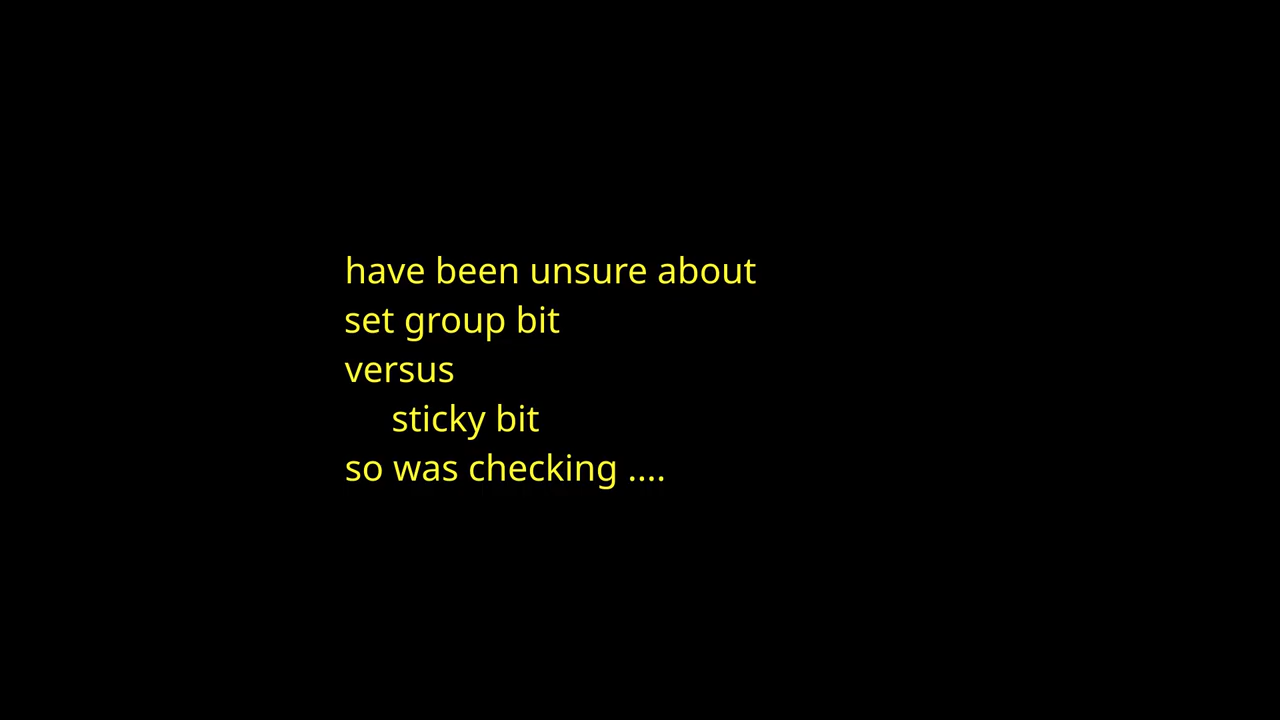 have been unsure about
set group bit
versus
sticky bit
so was checking ....